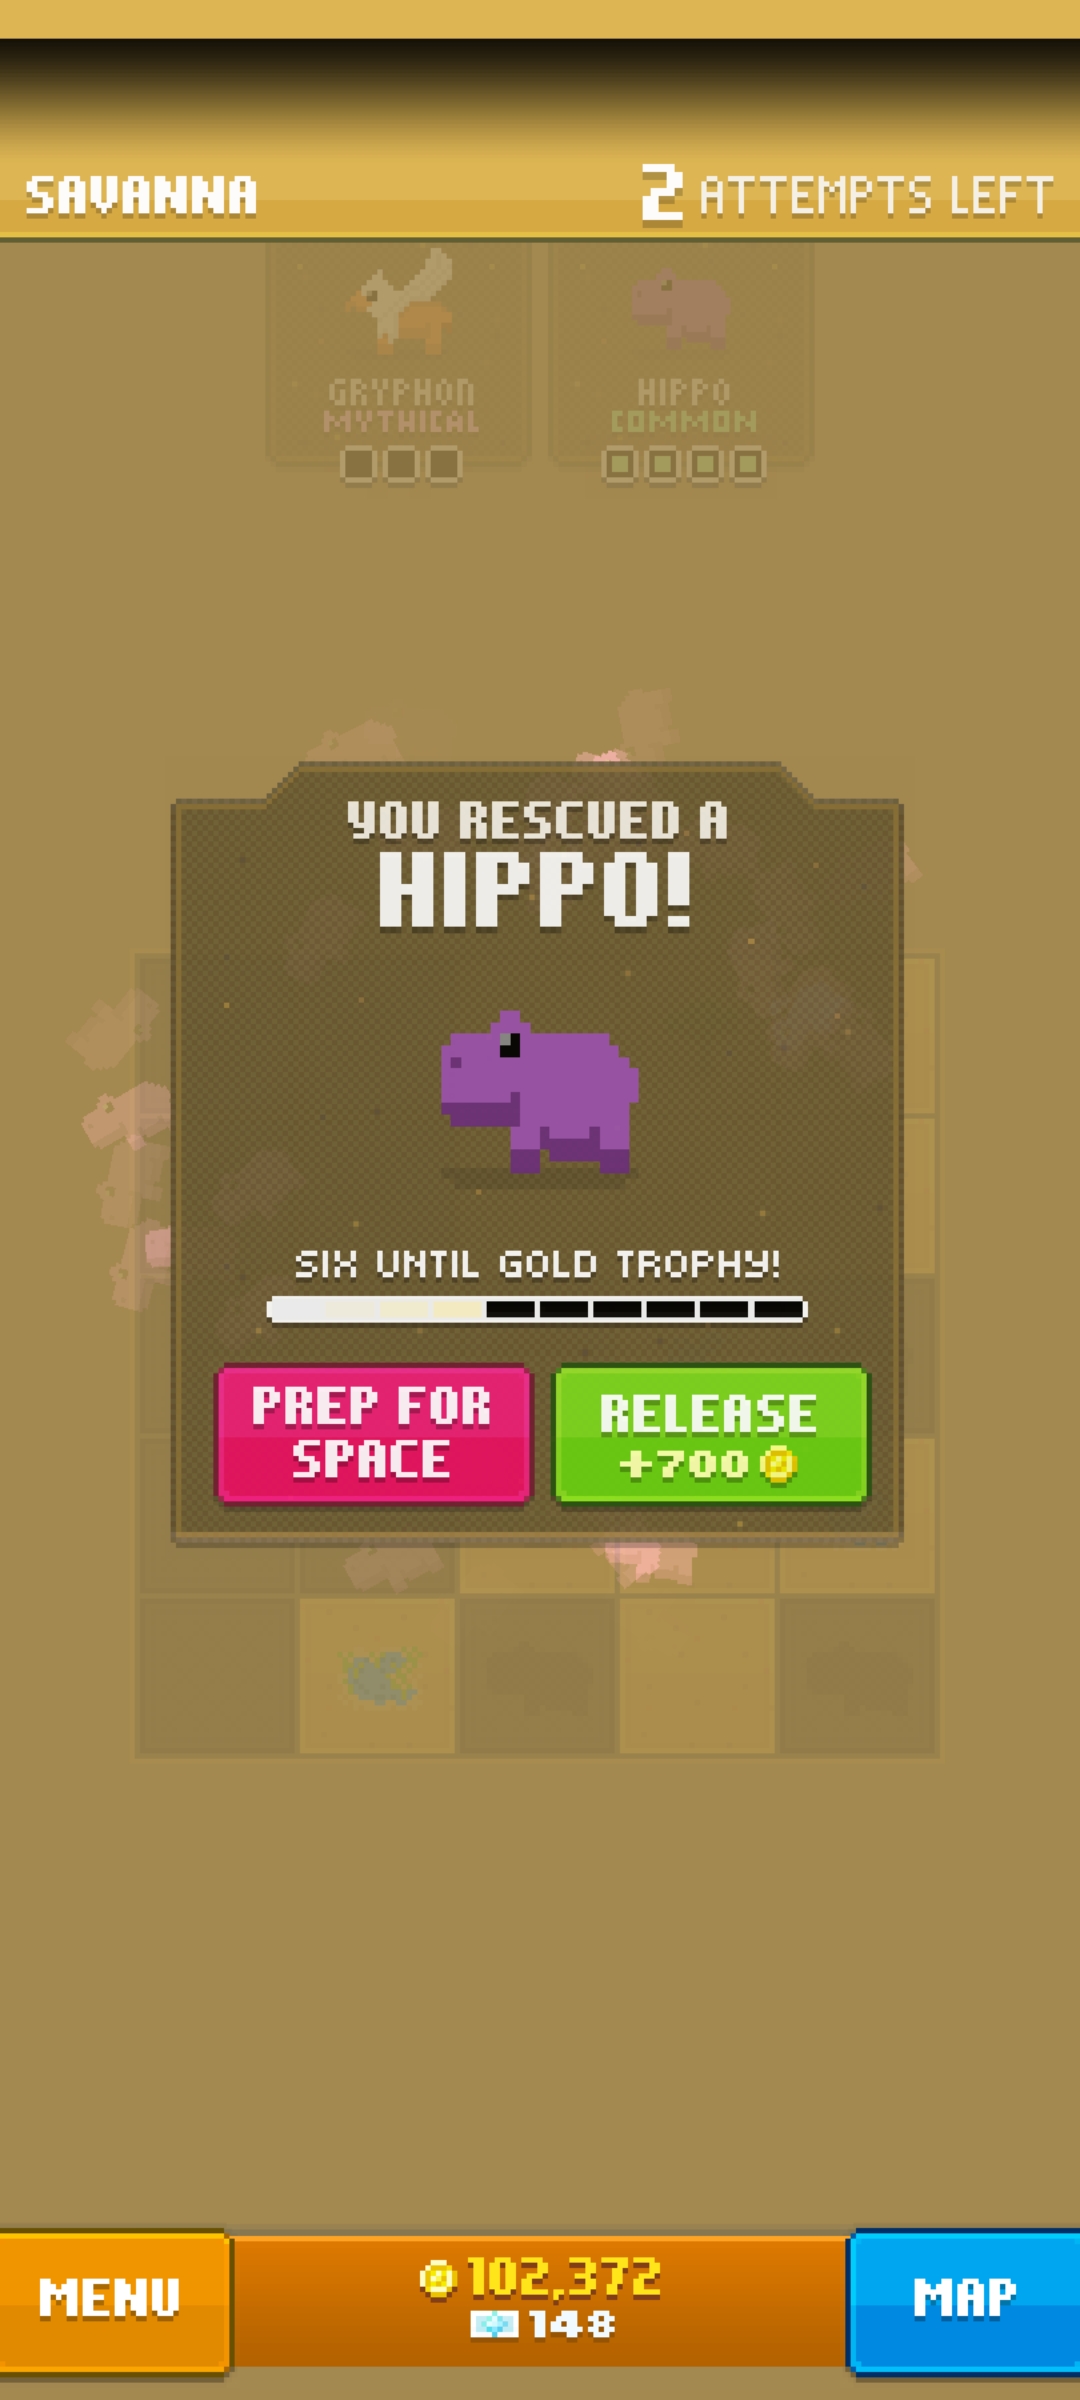 SAVANNA
2 ATTEMPTS LEFT
GRYPHON
MYTHICAL
HIPPO
COMMON
YOU RESCUED A
HIPPO!
SIX UNTIL GOLD TROPHY!
PREP FOR
SPACE
RELEASE
+700
MENU
102,372
148
MAP